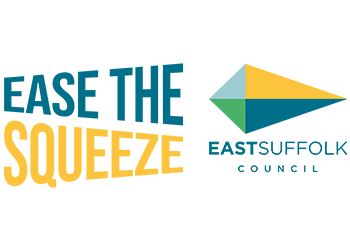 EASE THE
SQUEEZE
EASTSUFFOLK
COUNCIL